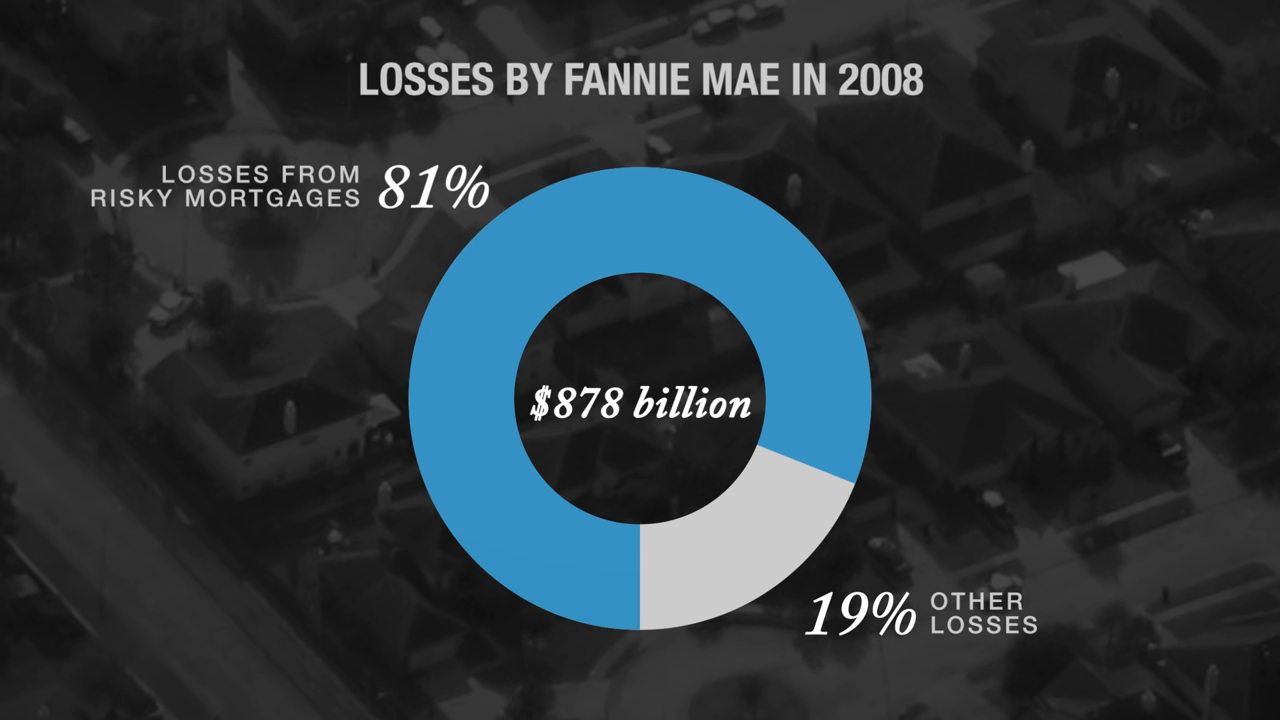 LOSSES BY FANNIE MAE IN 2008
LOSSES FROM
RISKY MORTGAGES
81%
$878 billion
19%
OTHER
LOSSES